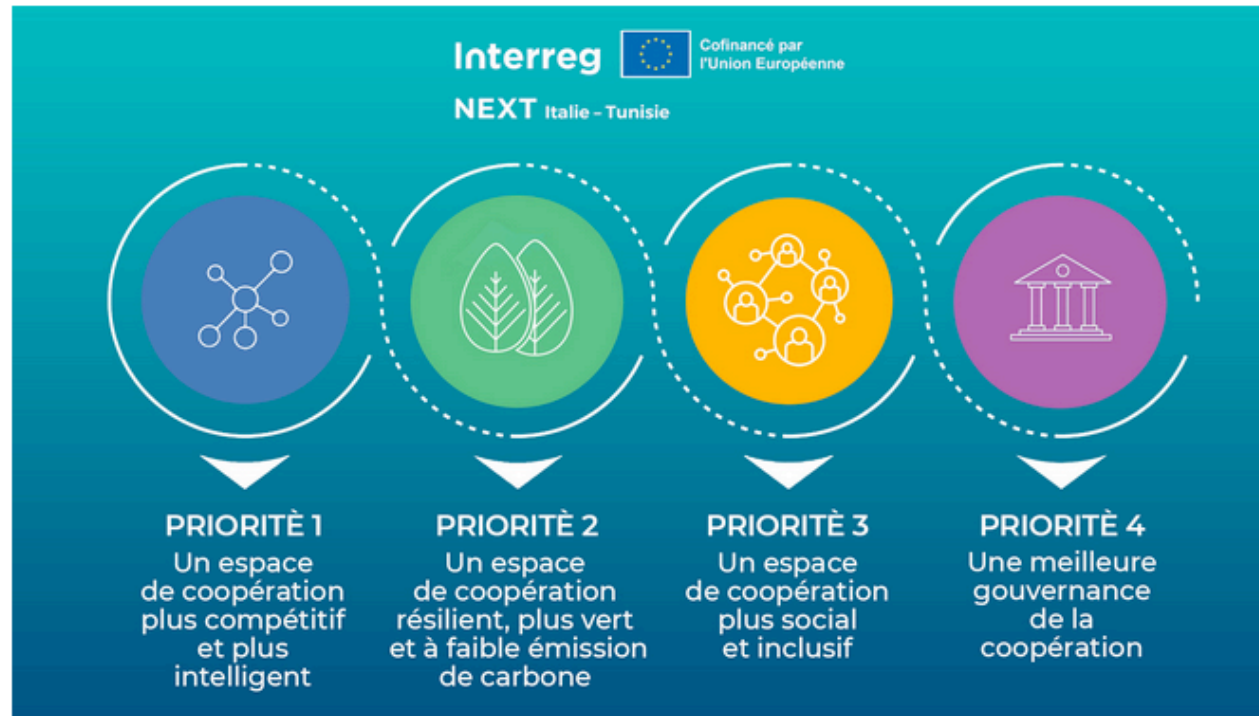 Interreg
Cofinancé par
l'Union Européenne
NEXT Italie – Tunisie
PRIORITÈ 1
Un espace
de coopération
plus compétitif
et plus
intelligent
PRIORITÈ 2
Un espace
de coopération
résilient, plus vert
et à faible émission
de carbone
PRIORITÈ 3
Un espace
de coopération
plus social
et inclusif
PRIORITÈ 4
Une meilleure
gouvernance
de la
coopération